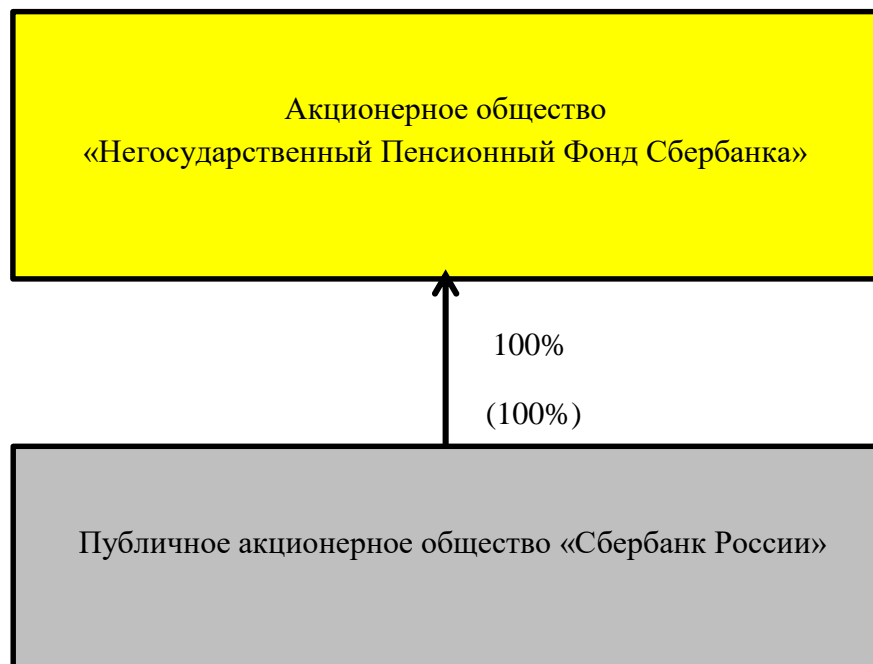 Акционерное общество
«Негосударственный Пенсионный Фонд Сбербанка»
100%
(100%)
Публичное акционерное общество «Сбербанк России»